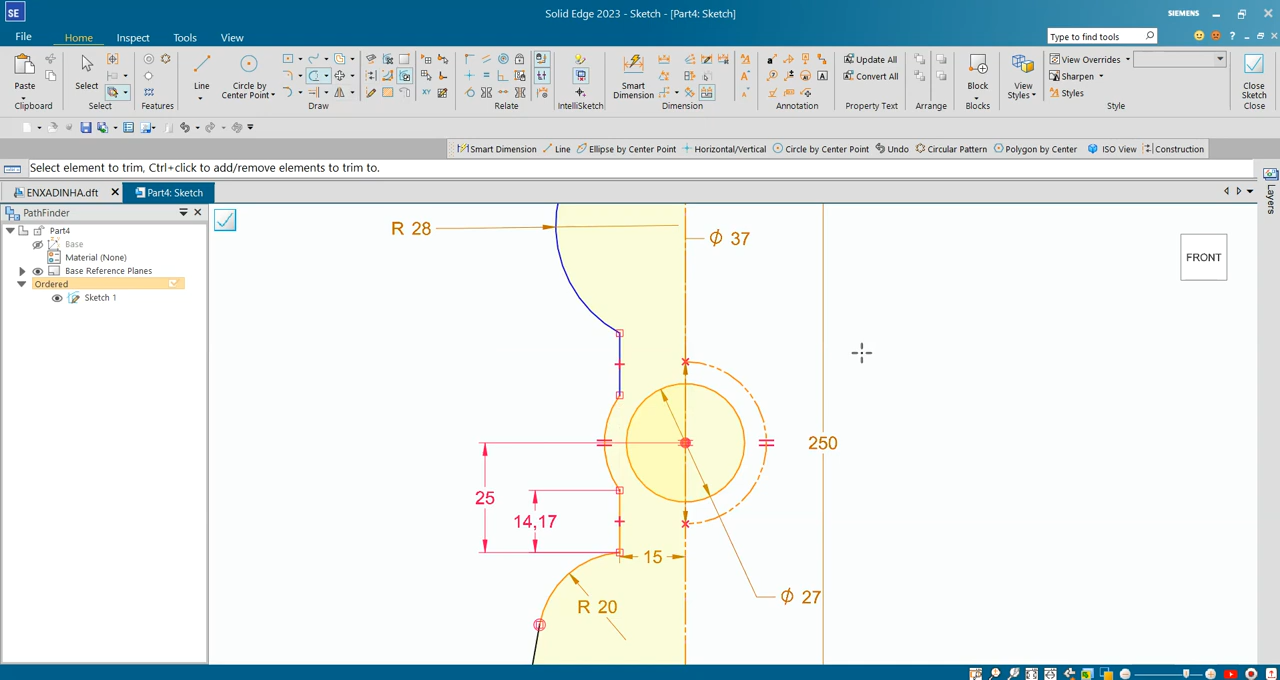 SE
Solid Edge 2023 - Sketch - [Part4: Sketch]
SIEMENS
File
Home
Inspect
Tools
View
Type to find tools
Paste
Clipboard
Select
Select
Features
Line
Circle by
Center Point
Draw
Relate
IntelliSketch
Smart
Dimension
Dimension
Annotation
Update All
Convert All
Property Text
Arrange
Block
Blocks
View
Styles
View Overrides
Sharpen
Styles
Style
Close
Sketch
Close
Smart Dimension
Line
Ellipse by Center Point
Horizontal/Vertical
Circle by Center Point
Undo
Circular Pattern
Polygon by Center
ISO View
Construction
Select element to trim, Ctrl+click to add/remove elements to trim to.
ENXADINHA.dft
Part4: Sketch
Layers
PathFinder
Part4
Base
Material (None)
Base Reference Planes
Ordered
Sketch 1
R 28
Φ 37
FRONT
250
25
14,17
15
Φ 27
R 20